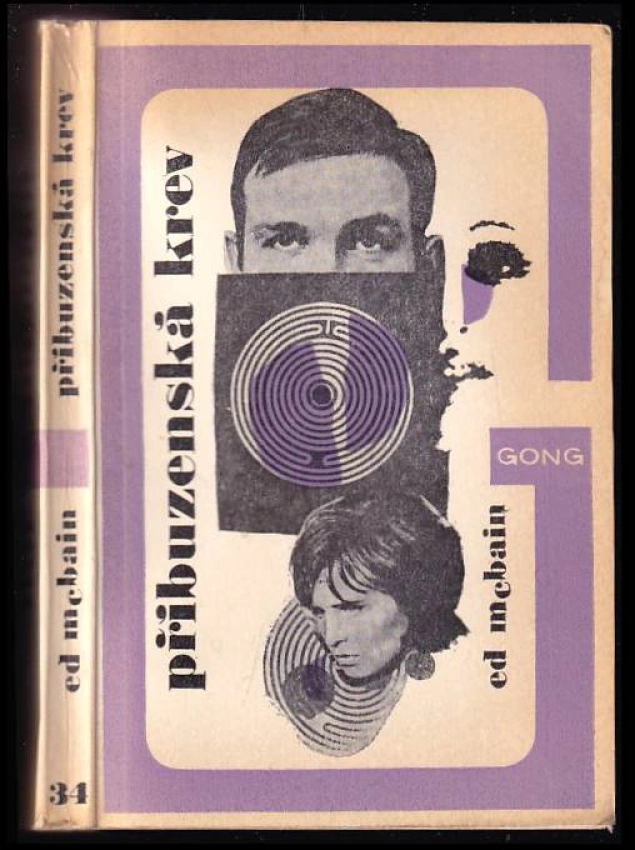 příbuzenská krev
ed mcbain
34
příbuzenská krev
GONG
ed mcbain